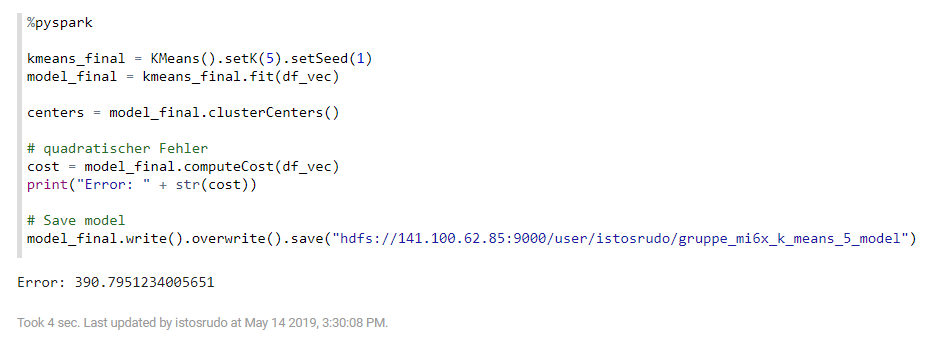 %pyspark
kmeans_final = KMeans().setK(5).setSeed(1)
model_final = kmeans_final.fit(df_vec)
centers = model_final.clusterCenters()
# quadratischer Fehler
cost = model_final.computeCost(df_vec)
print("Error: " + str(cost))
# Save model
model_final.write().overwrite().save("hdfs://141.100.62.85:9000/user/istosrudo/gruppe_mi6x_k_means_5_model")
Error: 390.7951234005651
Took 4 sec. Last updated by istosrudo at May 14 2019, 3:30:08 PM.